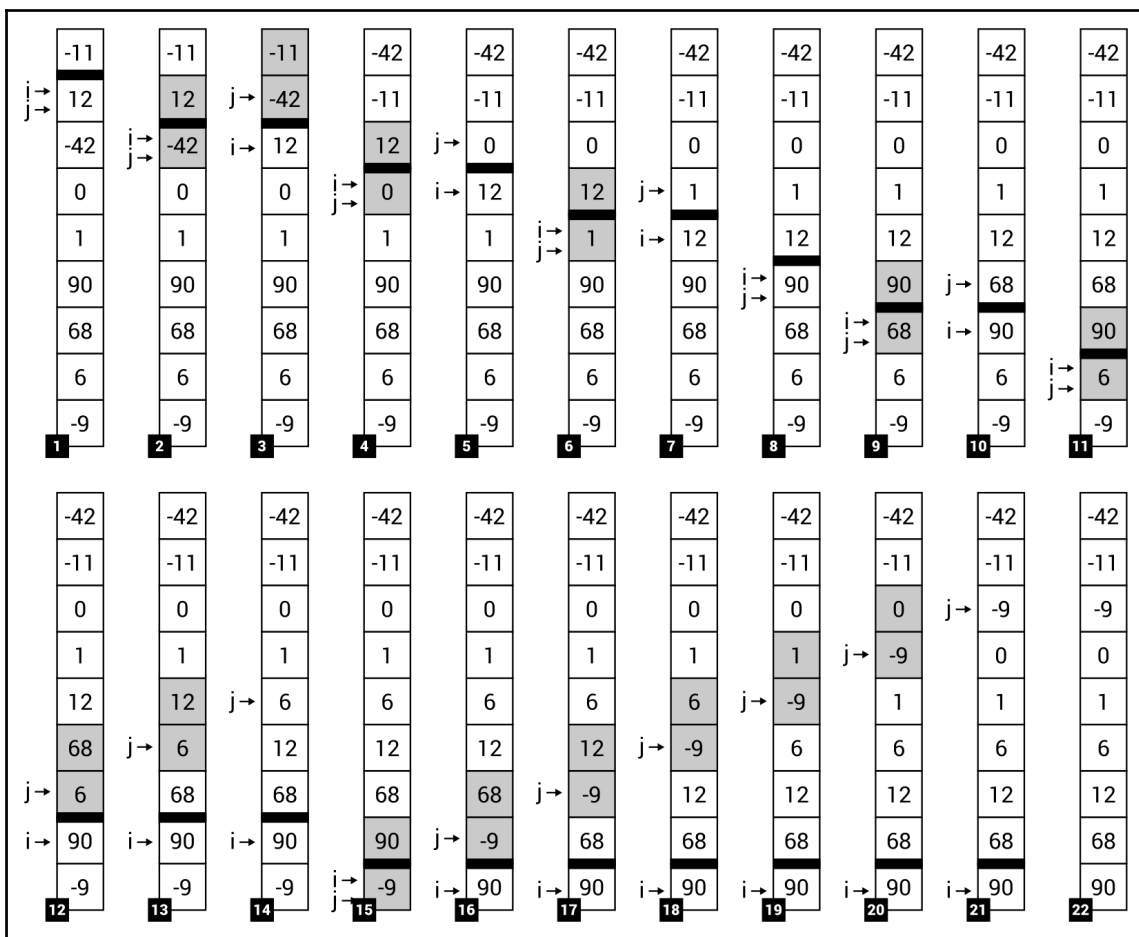 -11 -11 -11 -42 -42 -42 -42 -42 -42 -42 -42
i→ j→ 12 12 j→ -42 -11 -11 -11 -11 -11 -11 -11 -11
-42 i→ j→ -42 i→ 12 12 j→ 0 0 0 0 0 0 0
0 0 0 i→ j→ 0 i→ 12 12 j→ 1 1 1 1 1
1 1 1 1 1 i→ j→ 1 i→ 12 12 12 12 12
90 90 90 90 90 90 90 i→ j→ 90 90 j→ 68 68
68 68 68 68 68 68 68 68 i→ j→ 68 i→ 90 90
6 6 6 6 6 6 6 6 6 6 i→ j→ 6
-9 -9 -9 -9 -9 -9 -9 -9 -9 -9 -9
1 2 3 4 5 6 7 8 9 10 11
-42 -42 -42 -42 -42 -42 -42 -42 -42 -42 -42
-11 -11 -11 -11 -11 -11 -11 -11 -11 -11 -11
0 0 0 0 0 0 0 0 0 j→ -9 -9
1 1 1 1 1 1 1 1 j→ -9 0 0
12 12 j→ 6 6 6 6 6 j→ -9 1 1 1
68 j→ 6 12 12 12 12 j→ -9 6 6 6 6
j→ 6 68 68 68 68 j→ -9 12 12 12 12 12
i→ 90 i→ 90 i→ 90 90 j→ -9 68 68 68 68 68 68
-9 -9 -9 i→ j→ -9 i→ 90 i→ 90 i→ 90 i→ 90 i→ 90 i→ 90 90
12 13 14 15 16 17 18 19 20 21 22